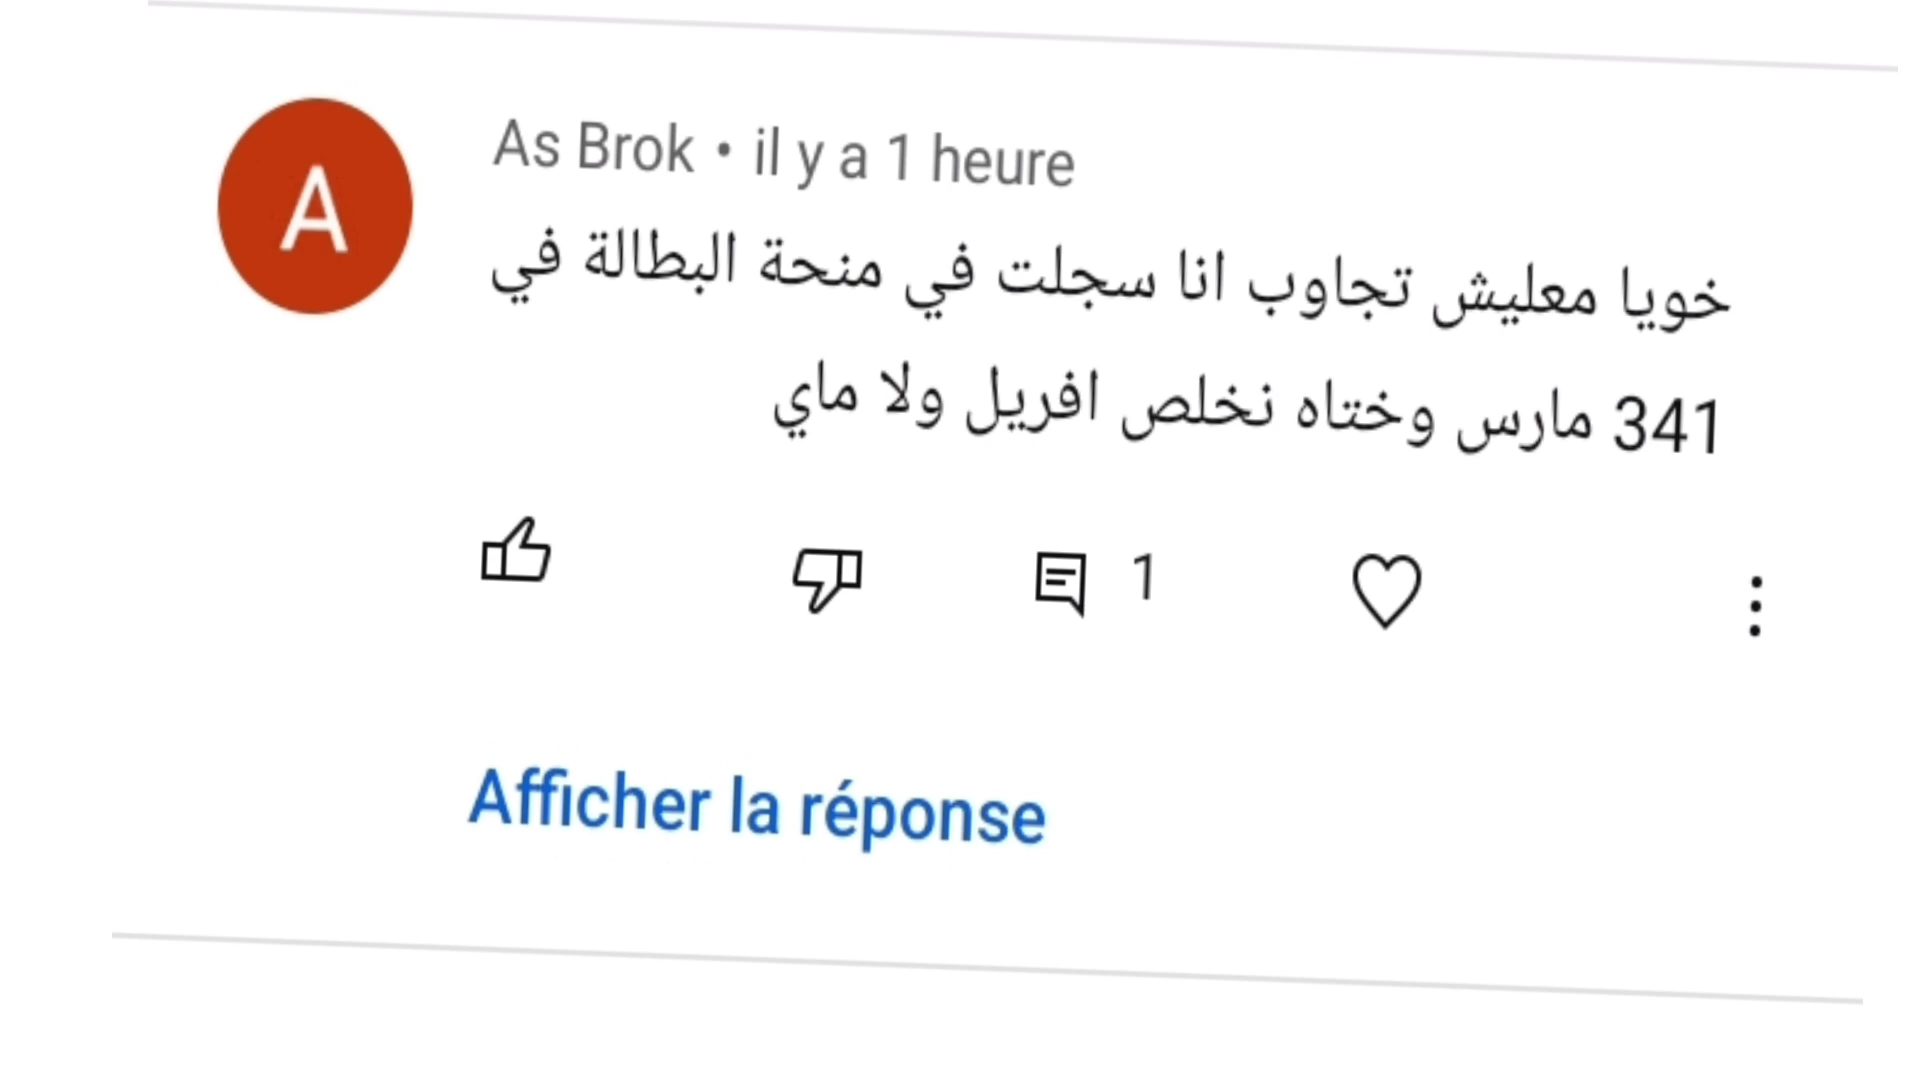 As Brok • il y a 1 heure
خويا معليش تجاوب انا سجلت في منحة البطالة في
341 مارس وختاه نخلص افريل ولا ماي
1
Afficher la réponse